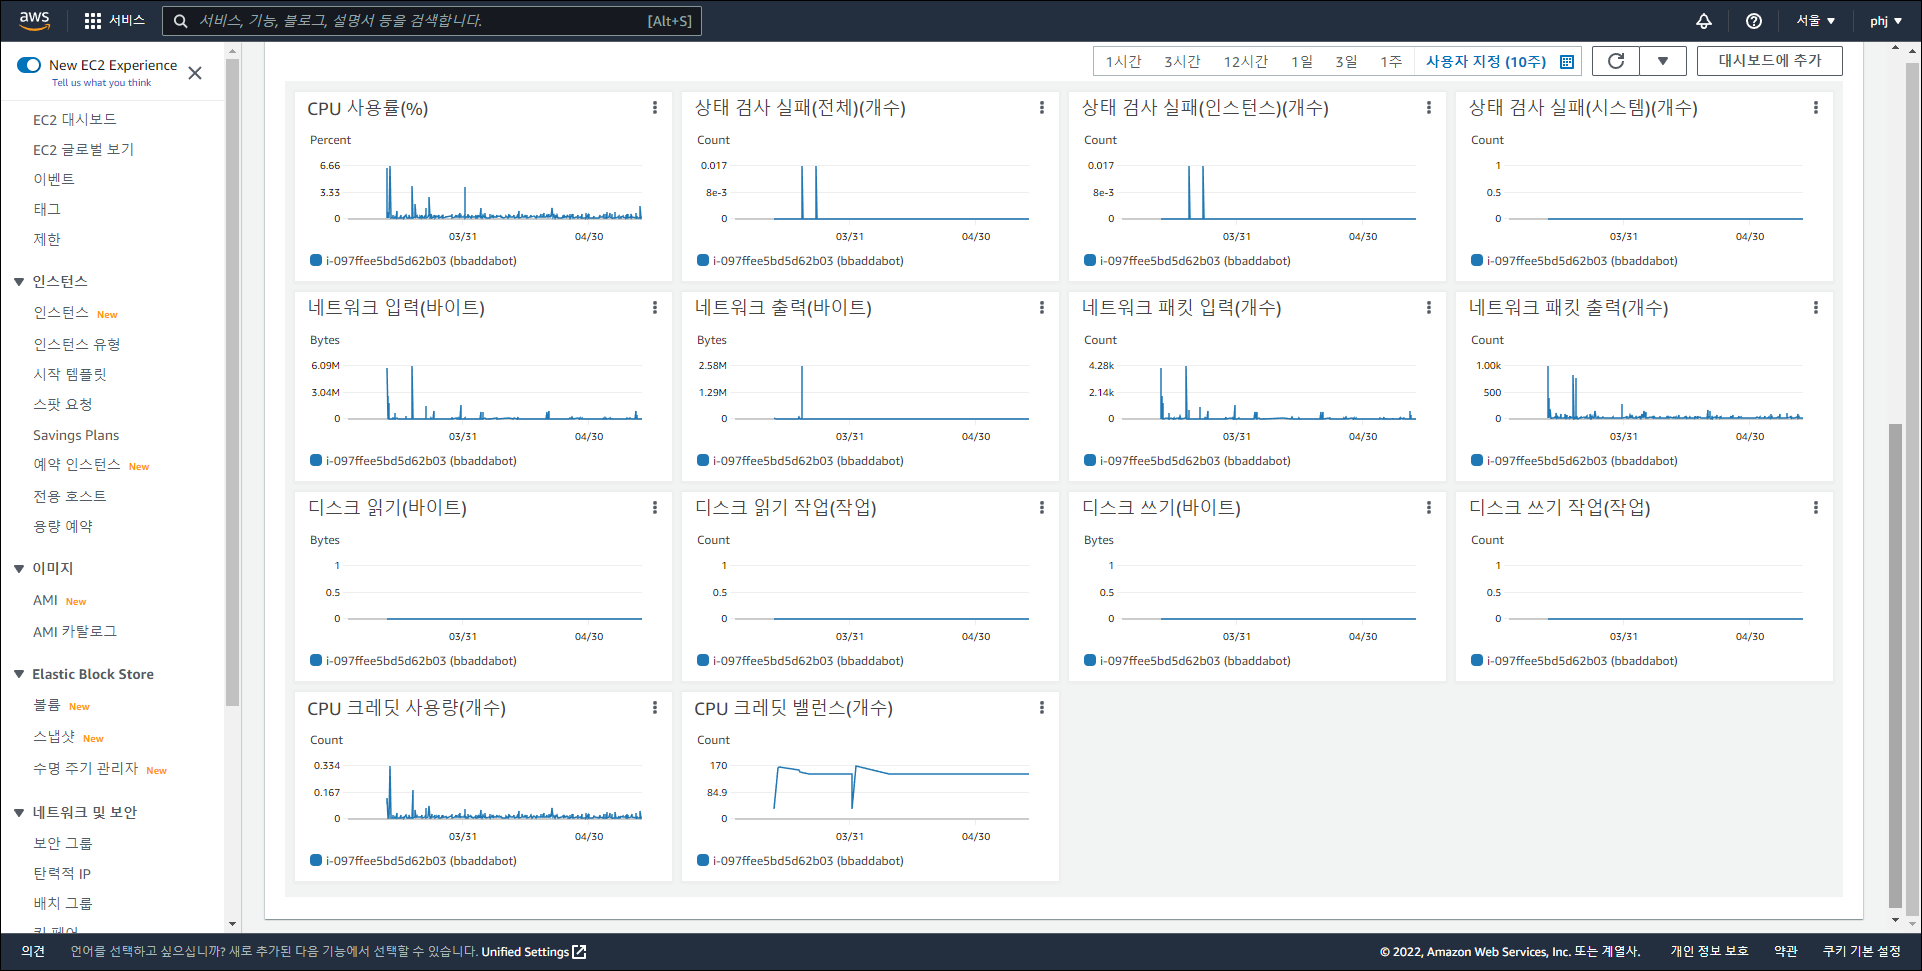 aws
서비스
서비스, 기능, 블로그, 설명서 등을 검색합니다.
[Alt+S]
서울 ▼
phj ▼
New EC2 Experience
Tell us what you think
EC2 대시보드
EC2 글로벌 보기
이벤트
태그
제한
인스턴스
인스턴스 New
인스턴스 유형
시작 템플릿
스팟 요청
Savings Plans
예약 인스턴스 New
전용 호스트
용량 예약
이미지
AMI New
AMI 카탈로그
Elastic Block Store
볼륨 New
스냅샷 New
수명 주기 관리자 New
네트워크 및 보안
보안 그룹
탄력적 IP
배치 그룹
키 페어
1시간 3시간 12시간 1일 3일 1주 사용자 지정 (10주)
대시보드에 추가
CPU 사용률(%)
Percent
6.66
3.33
0
03/31 04/30
i-097ffee5bd5d62b03 (bbaddabot)
상태 검사 실패(전체)(개수)
Count
0.017
8e-3
0
03/31 04/30
i-097ffee5bd5d62b03 (bbaddabot)
상태 검사 실패(인스턴스)(개수)
Count
0.017
8e-3
0
03/31 04/30
i-097ffee5bd5d62b03 (bbaddabot)
상태 검사 실패(시스템)(개수)
Count
1
0.5
0
03/31 04/30
i-097ffee5bd5d62b03 (bbaddabot)
네트워크 입력(바이트)
Bytes
6.09M
3.04M
0
03/31 04/30
i-097ffee5bd5d62b03 (bbaddabot)
네트워크 출력(바이트)
Bytes
2.58M
1.29M
0
03/31 04/30
i-097ffee5bd5d62b03 (bbaddabot)
네트워크 패킷 입력(개수)
Count
4.28k
2.14k
0
03/31 04/30
i-097ffee5bd5d62b03 (bbaddabot)
네트워크 패킷 출력(개수)
Count
1.00k
500
0
03/31 04/30
i-097ffee5bd5d62b03 (bbaddabot)
디스크 읽기(바이트)
Bytes
1
0.5
0
03/31 04/30
i-097ffee5bd5d62b03 (bbaddabot)
디스크 읽기 작업(작업)
Count
1
0.5
0
03/31 04/30
i-097ffee5bd5d62b03 (bbaddabot)
디스크 쓰기(바이트)
Bytes
1
0.5
0
03/31 04/30
i-097ffee5bd5d62b03 (bbaddabot)
디스크 쓰기 작업(작업)
Count
1
0.5
0
03/31 04/30
i-097ffee5bd5d62b03 (bbaddabot)
CPU 크레딧 사용량(개수)
Count
0.334
0.167
0
03/31 04/30
i-097ffee5bd5d62b03 (bbaddabot)
CPU 크레딧 밸런스(개수)
Count
170
84.9
0
03/31 04/30
i-097ffee5bd5d62b03 (bbaddabot)
의견
언어를 선택하고 싶으십니까? 새로 추가된 다음 기능에서 선택할 수 있습니다. Unified Settings
© 2022, Amazon Web Services, Inc. 또는 계열사.
개인 정보 보호
약관
쿠키 기본 설정